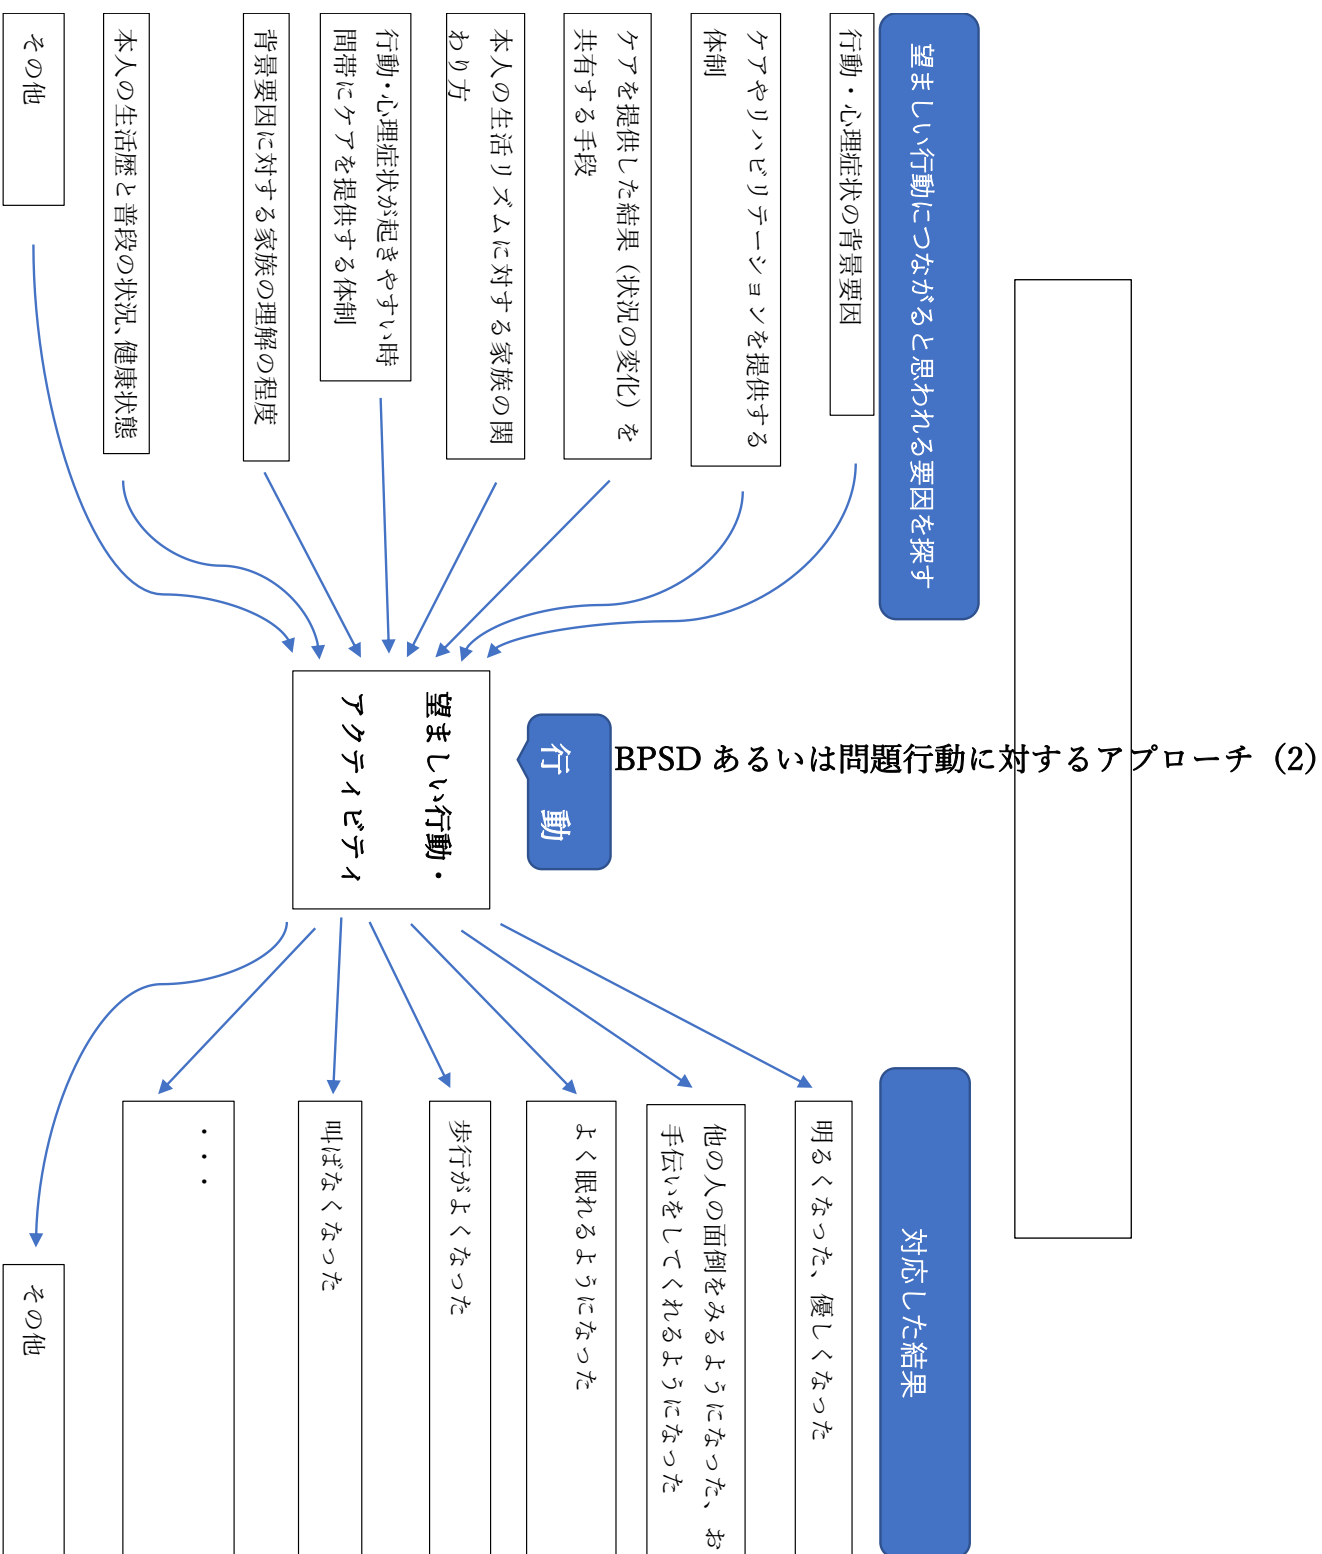 BPSD あるいは問題行動に対するアプローチ（2）
望ましい行動につながると思われる要因を探す
行動・心理症状の背景要因
ケアやリハビリテーションを提供する
体制
ケアを提供した結果（状況の変化）を
共有する手段
本人の生活リズムに対する家族の関
わり方
行動・心理症状が起きやすい時
間帯にケアを提供する体制
背景要因に対する家族の理解の程度
本人の生活歴と普段の状況、健康状態
その他
行　動
望ましい行動・
アクティビティ
対応した結果
明るくなった、優しくなった
他の人の面倒をみるようになった、お
手伝いをしてくれるようになった
よく眠れるようになった
歩行がよくなった
叫ばなくなった
・・・
その他